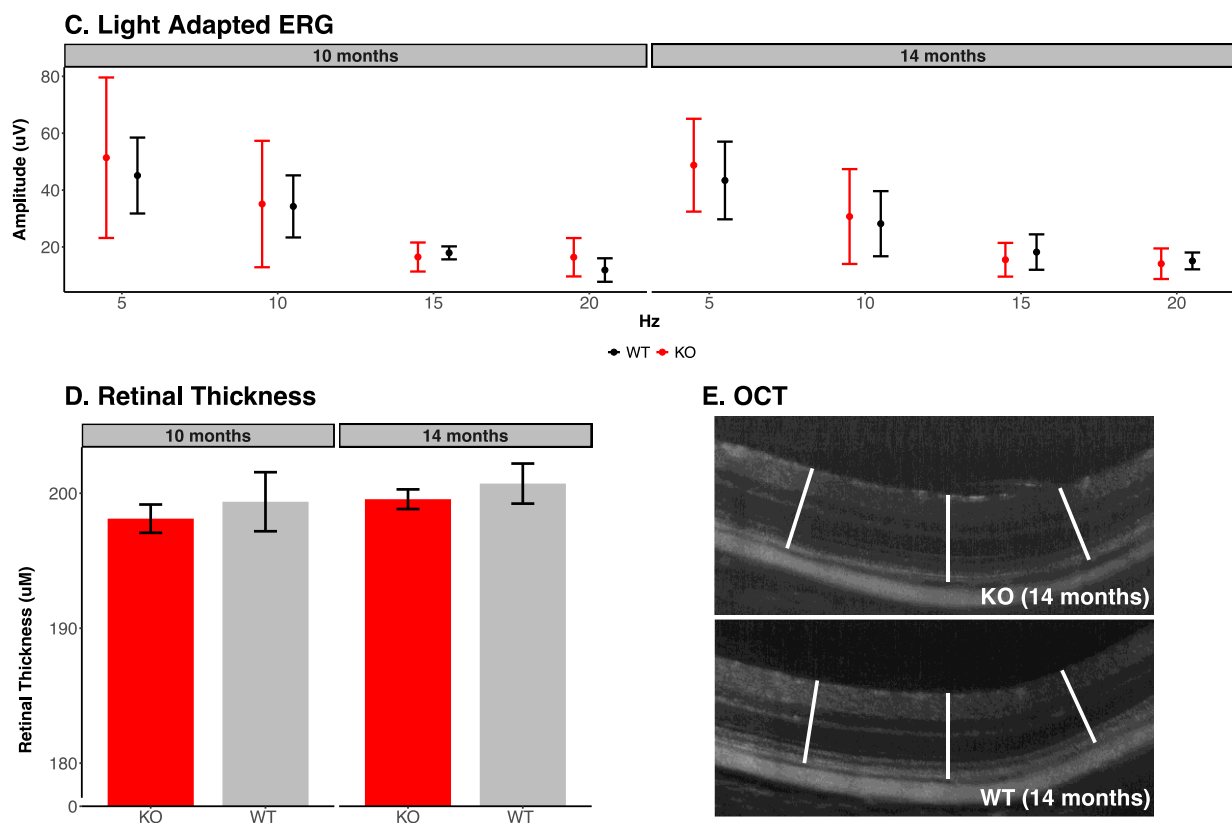 C. Light Adapted ERG
10 months
14 months
Amplitude (uV)
80
60
40
20
5
10
15
20
5
10
15
20
Hz
WT
KO
D. Retinal Thickness
10 months
14 months
Retinal Thickness (uM)
200
190
180
0
KO
WT
KO
WT
E. OCT
KO (14 months)
WT (14 months)